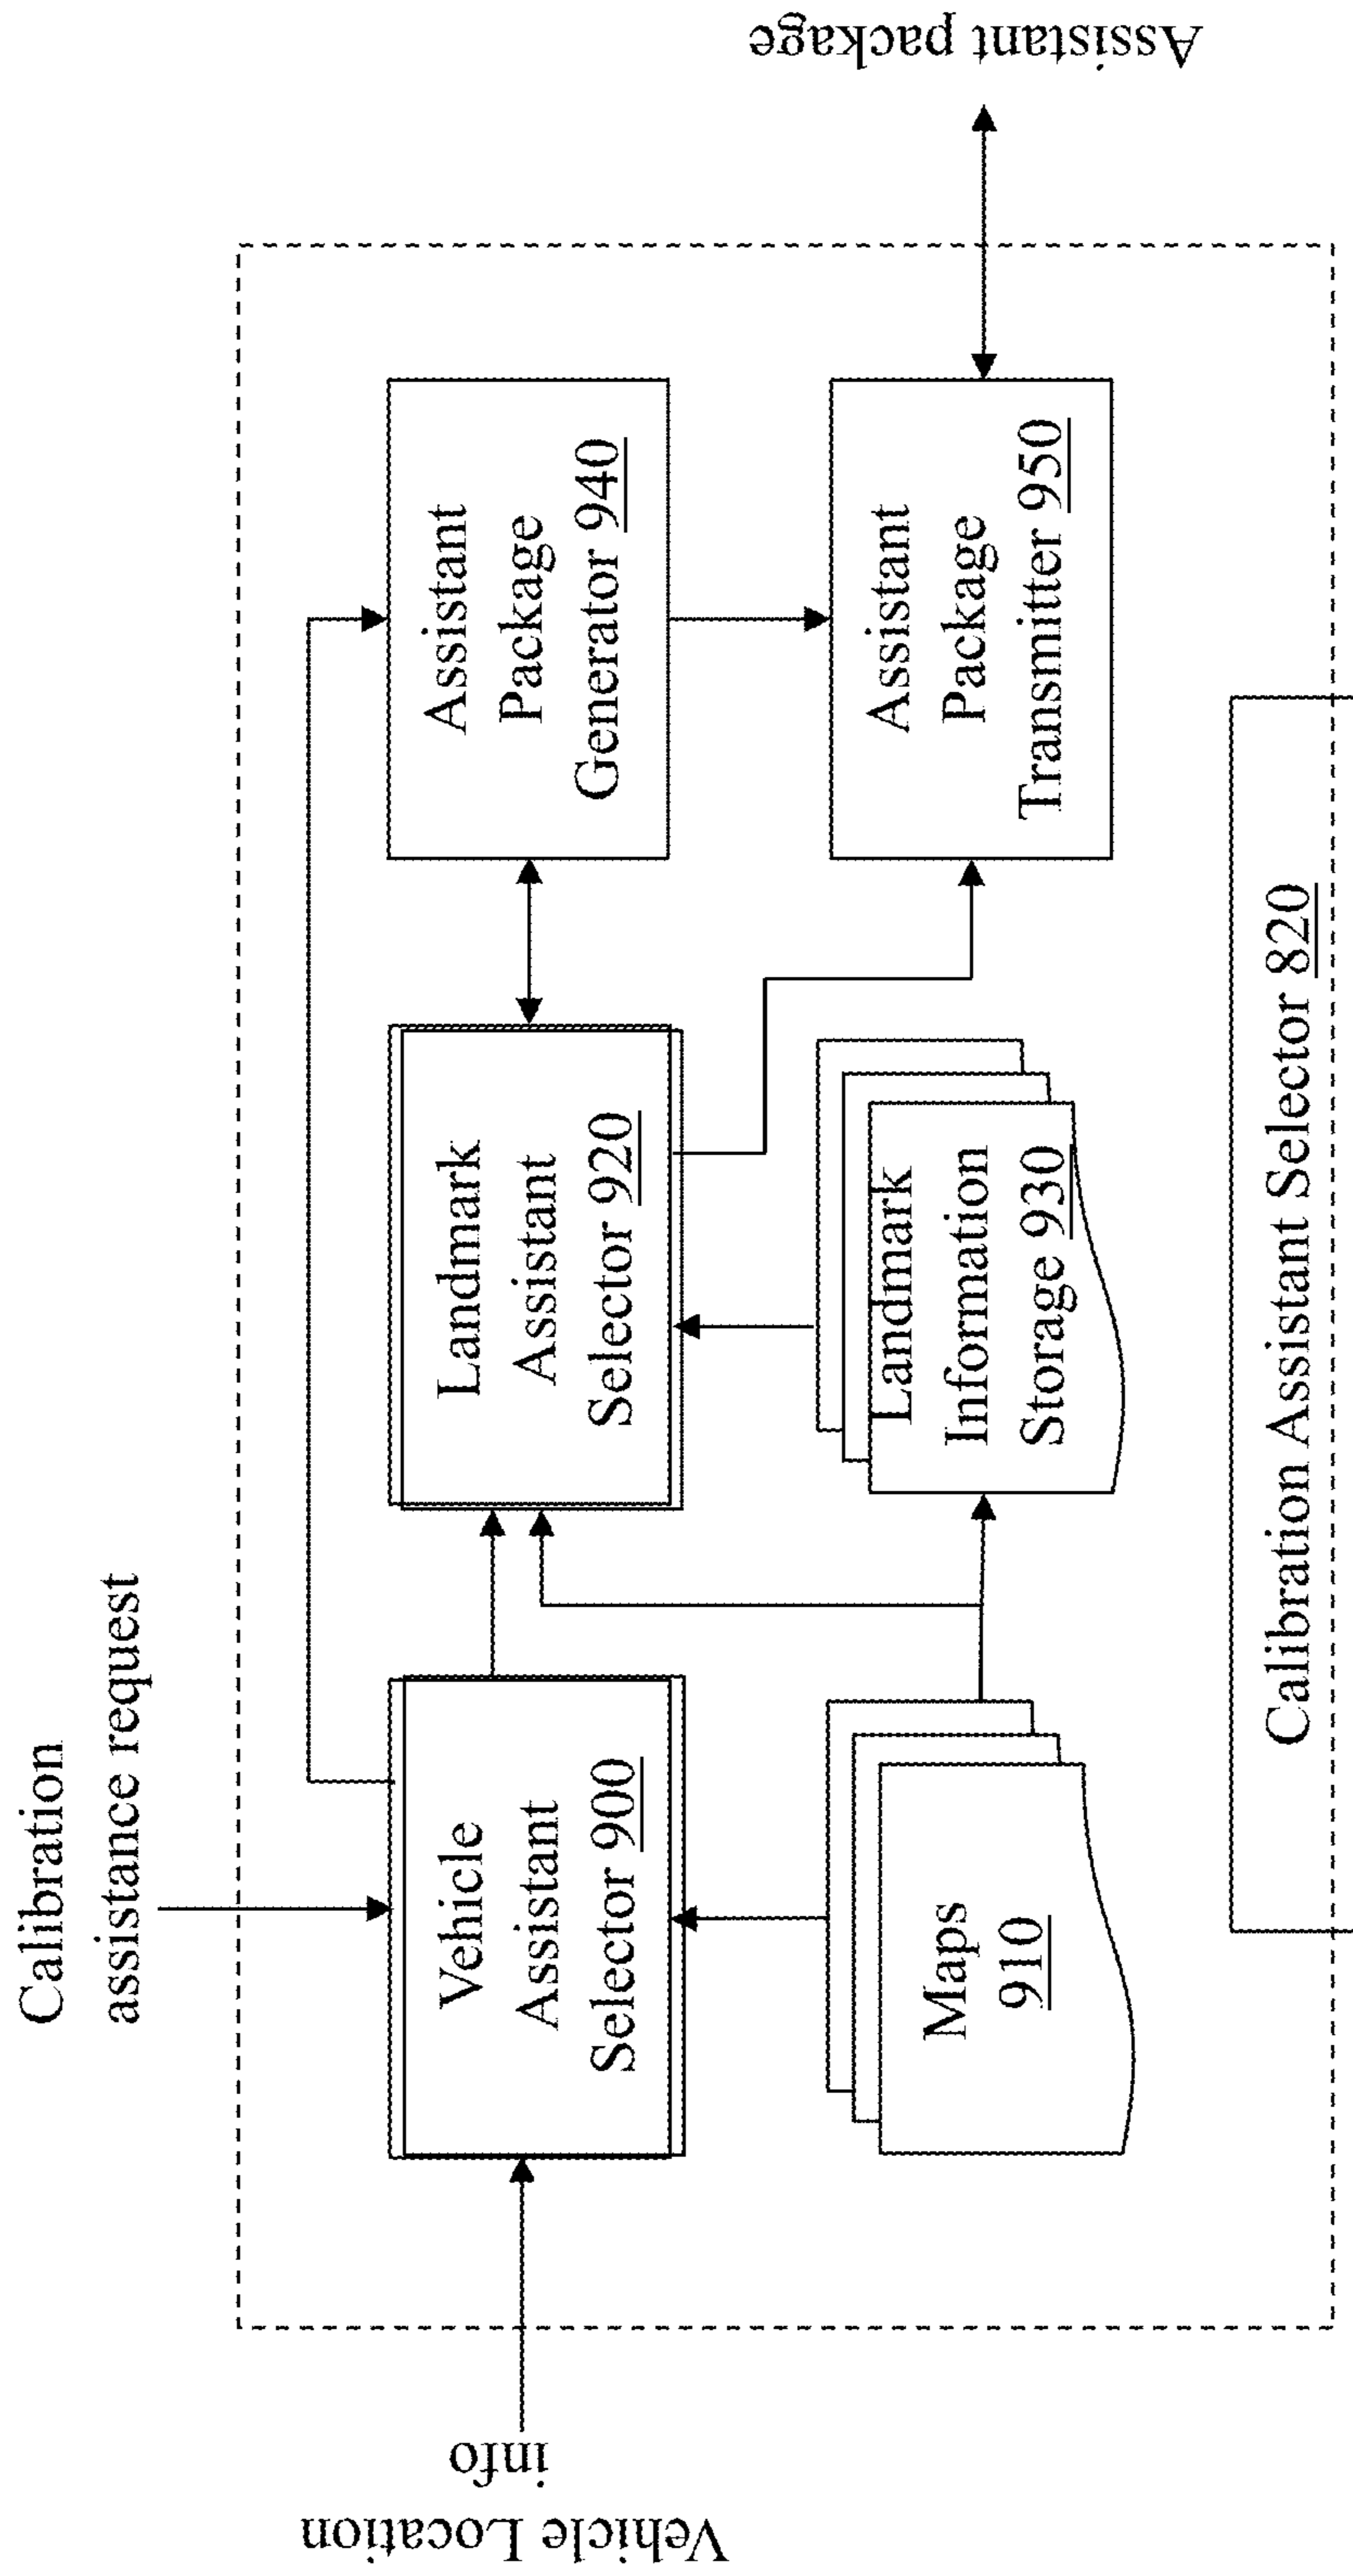 Calibration
assistance request
Vehicle Location
info
Vehicle
Assistant
Selector 900
Landmark
Assistant
Selector 920
Assistant
Package
Generator 940
Maps
910
Landmark
Information
Storage 930
Assistant
Package
Transmitter 950
Assistant package
Calibration Assistant Selector 820